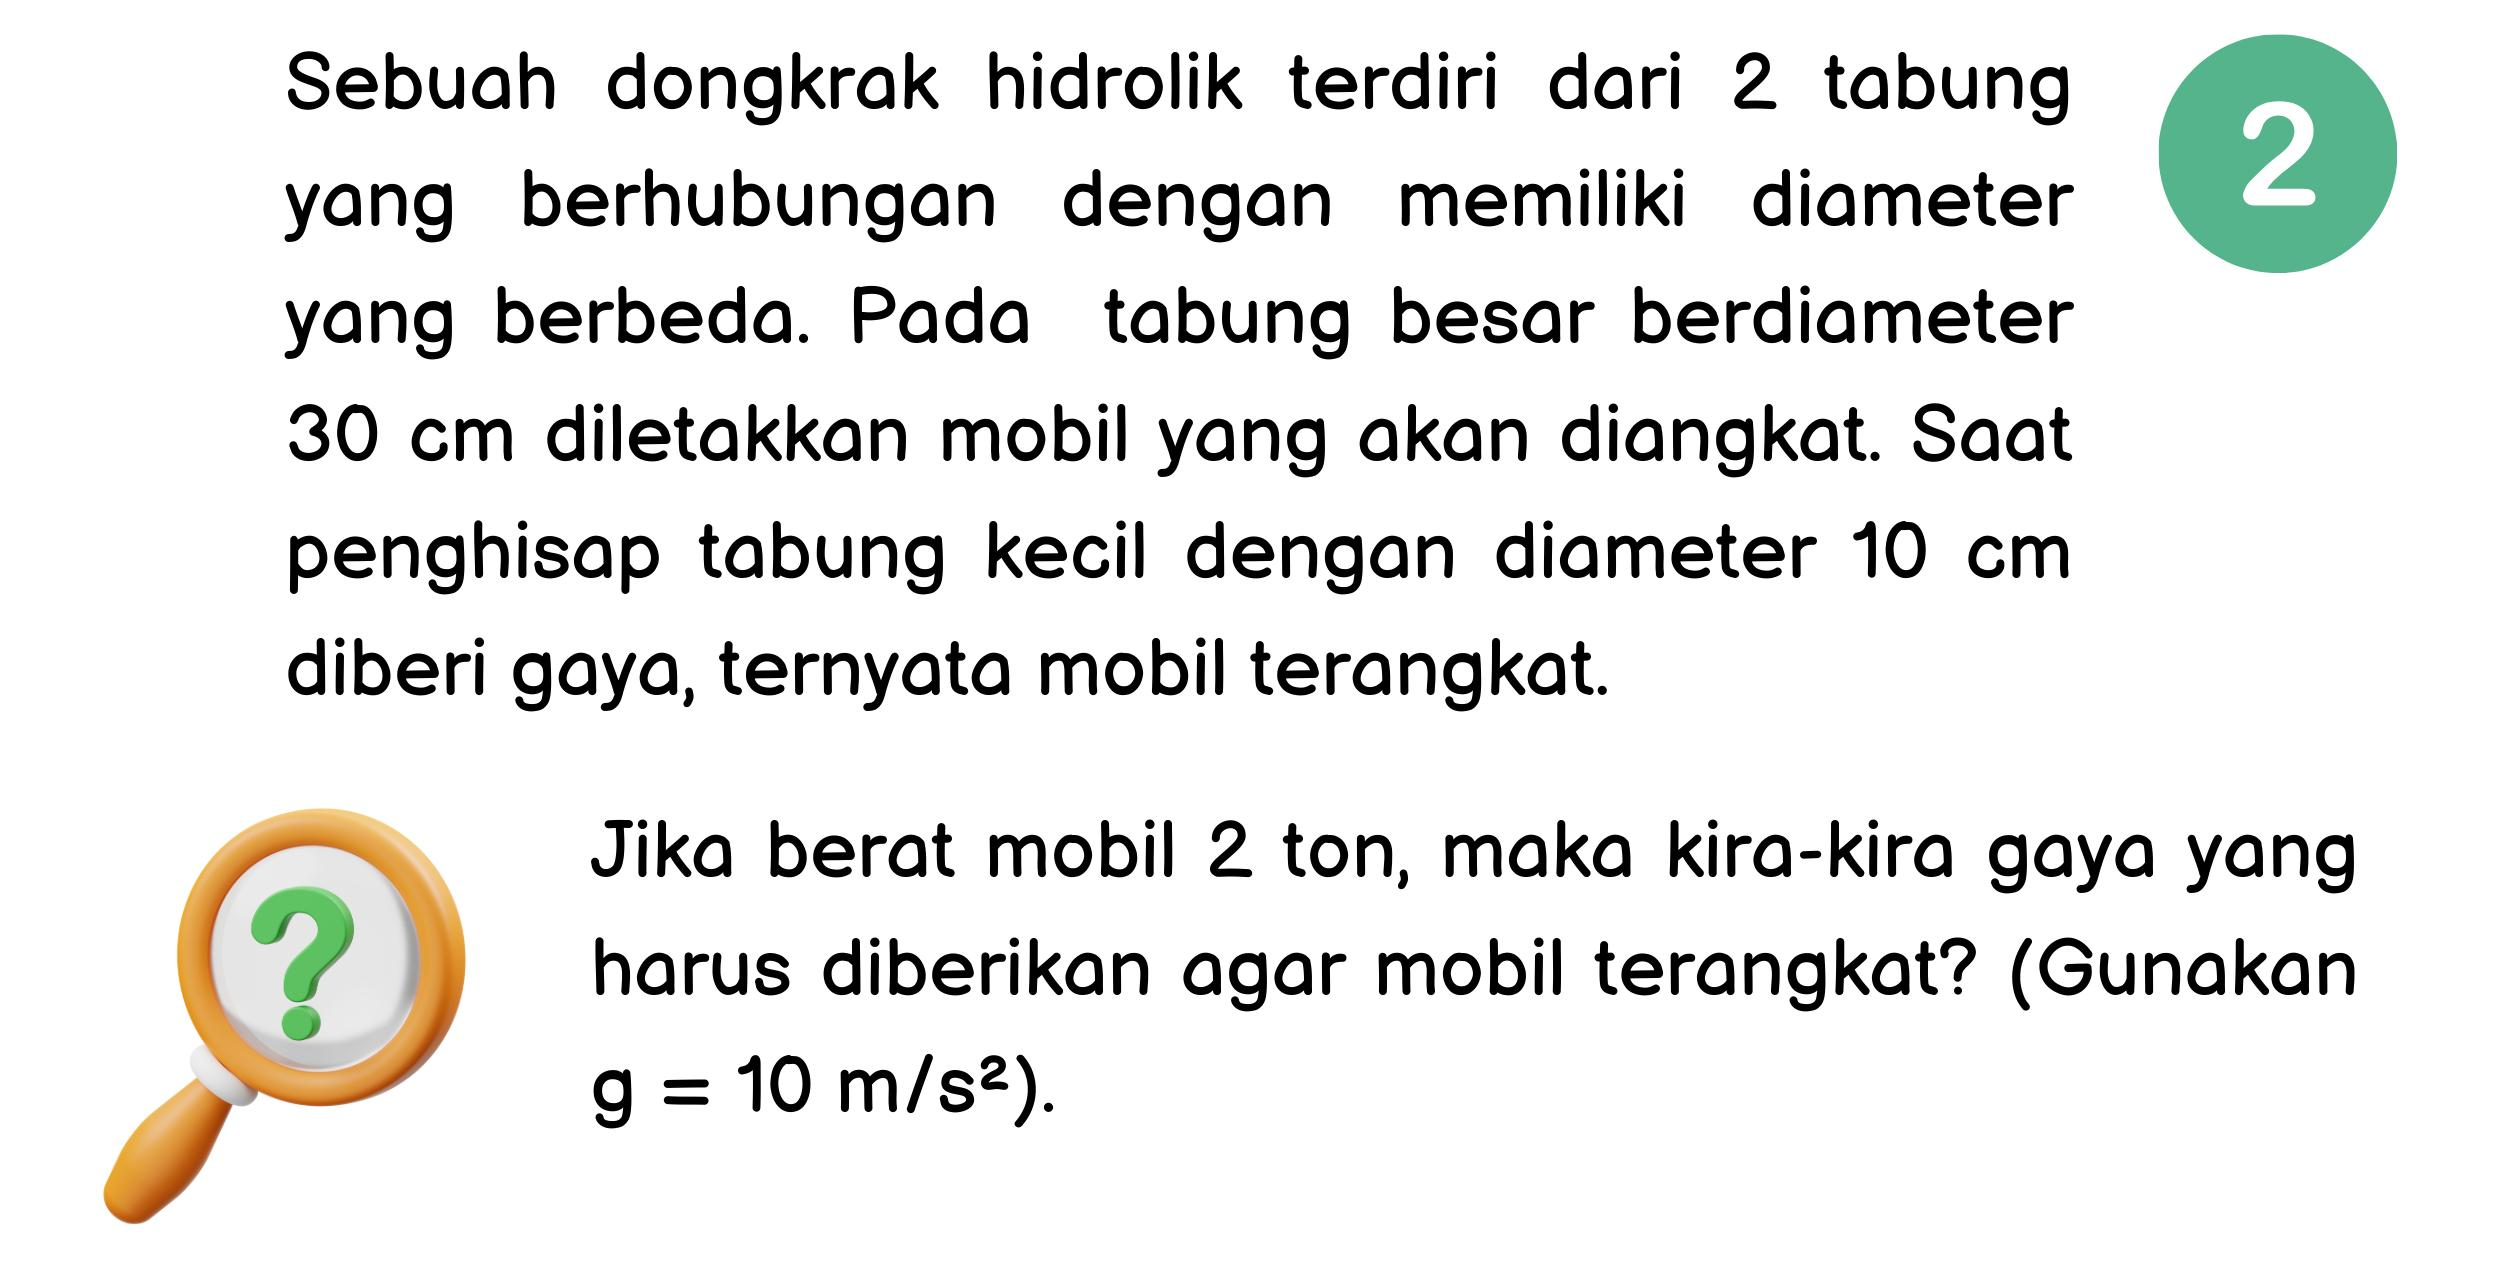 Sebuah dongkrak hidrolik terdiri dari 2 tabung
yang berhubungan dengan memiliki diameter
yang berbeda. Pada tabung besar berdiameter
30 cm diletakkan mobil yang akan diangkat. Saat
penghisap tabung kecil dengan diameter 10 cm
diberi gaya, ternyata mobil terangkat.
2
Jika berat mobil 2 ton, maka kira-kira gaya yang
harus diberikan agar mobil terangkat? (Gunakan
g = 10 m/s²).